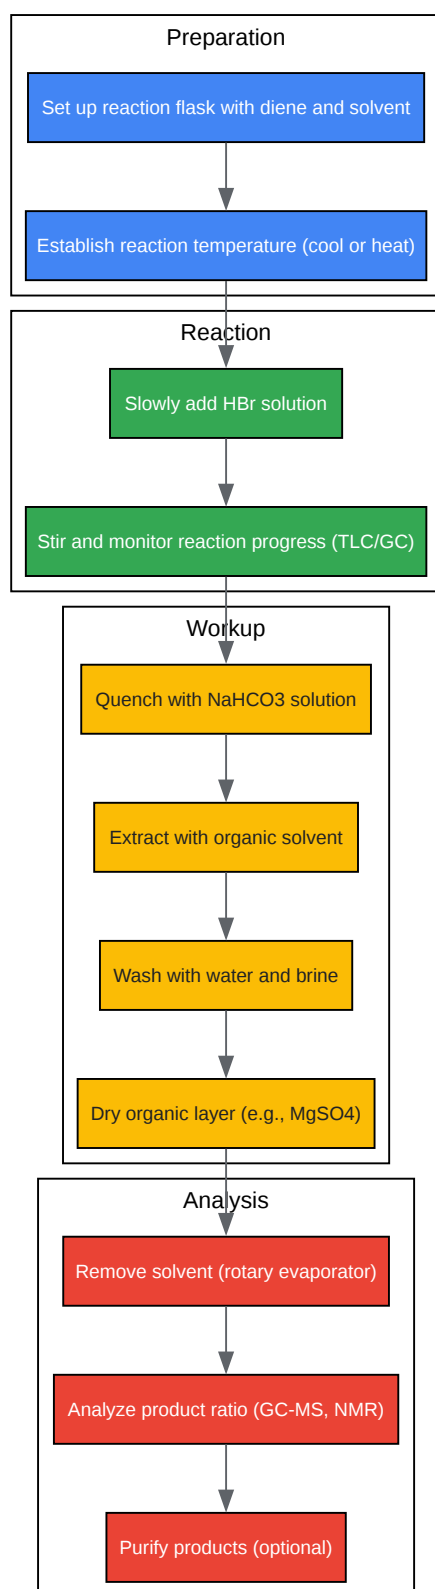 Preparation
Set up reaction flask with diene and solvent
Establish reaction temperature (cool or heat)
Reaction
Slowly add HBr solution
Stir and monitor reaction progress (TLC/GC)
Workup
Quench with NaHCO3 solution
Extract with organic solvent
Wash with water and brine
Dry organic layer (e.g., MgSO4)
Analysis
Remove solvent (rotary evaporator)
Analyze product ratio (GC-MS, NMR)
Purify products (optional)